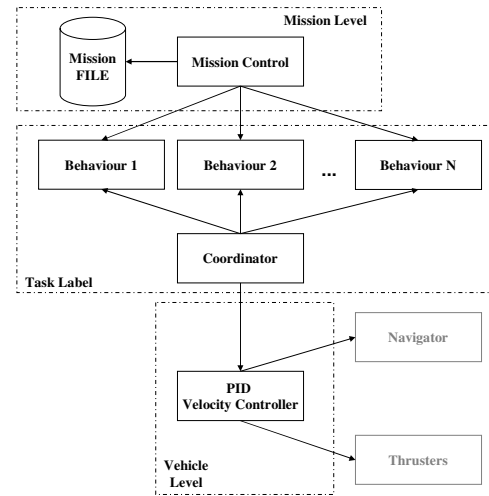 Mission Level
Mission
FILE
Mission Control
Behaviour 1
Behaviour 2
...
Behaviour N
Coordinator
Task Label
Navigator
PID
Velocity Controller
Thrusters
Vehicle
Level